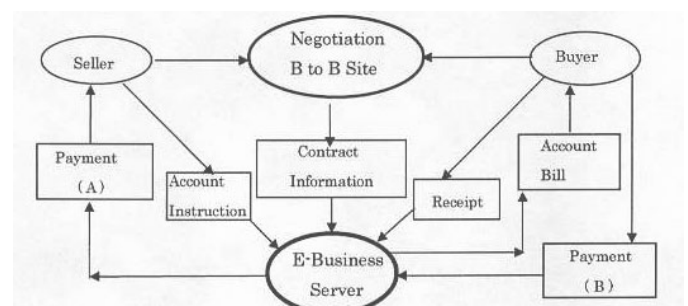 Negotiation
B to B Site
Seller
Buyer
Payment
(A)
Account
Instruction
Contract
Information
Receipt
Account
Bill
E-Business
Server
Payment
(B)